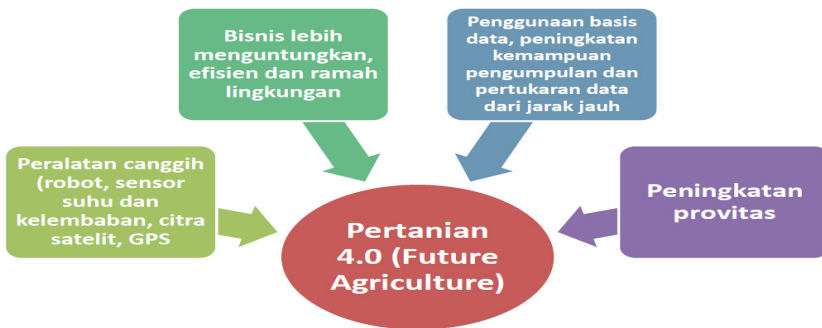 Bisnis lebih
menguntungkan,
efisien dan ramah
lingkungan
Penggunaan basis
data, peningkatan
kemampuan
pengumpulan dan
pertukaran data
dari jarak jauh
Peralatan canggih
(robot, sensor
suhu dan
kelembaban, citra
satelit, GPS
Peningkatan
provitas
Pertanian
4.0 (Future
Agriculture)